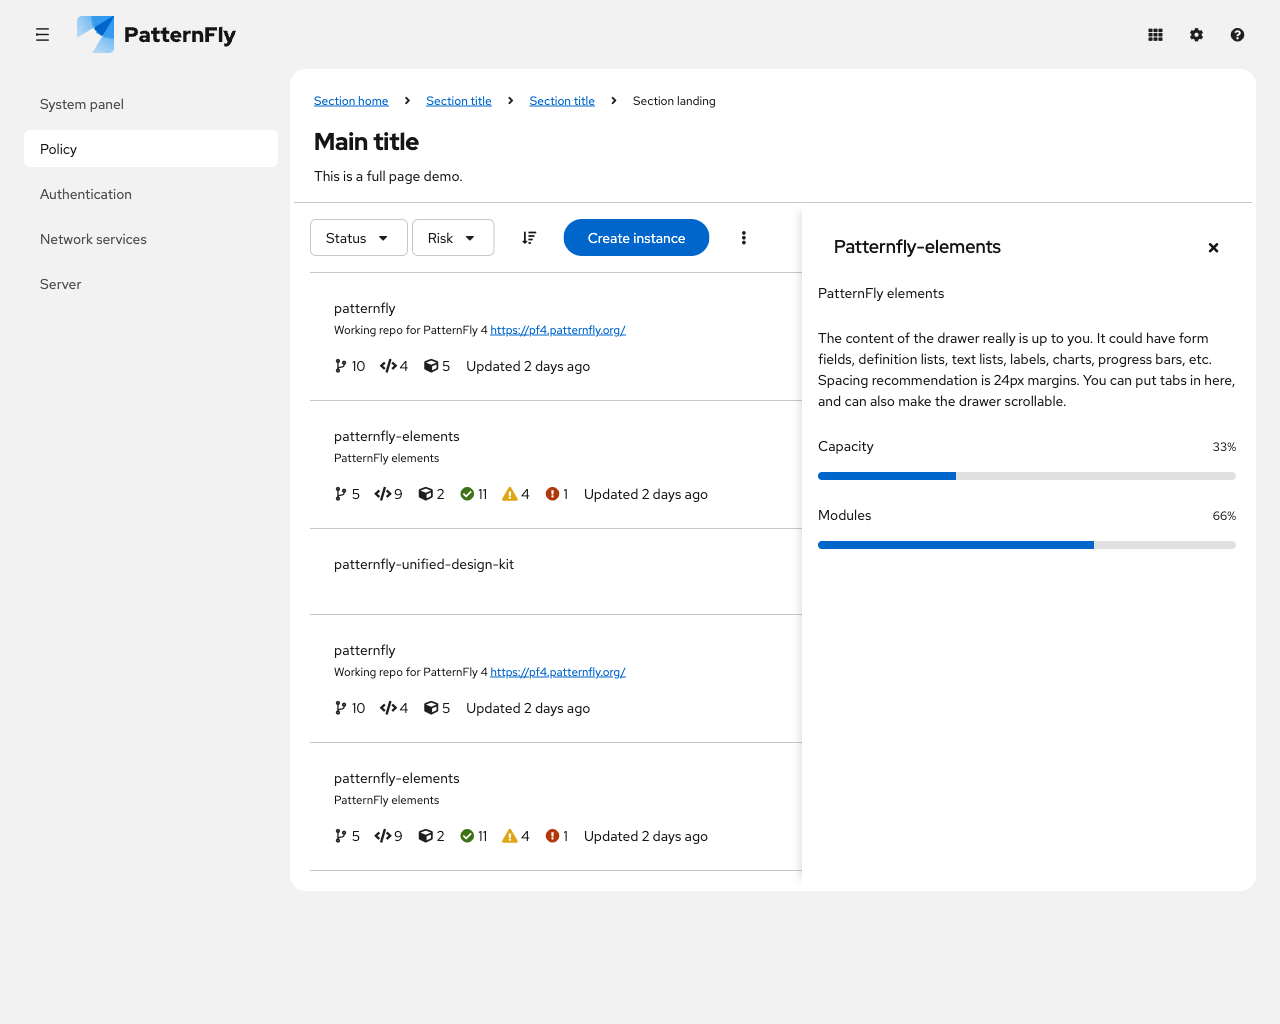 PatternFly
System panel
Policy
Authentication
Network services
Server
Section home Section title Section title Section landing
Main title
This is a full page demo.
Status Risk Create instance
patternfly
Working repo for PatternFly 4 https://pf4.patternfly.org/
10 4 5 Updated 2 days ago
patternfly-elements
PatternFly elements
5 9 2 11 4 1 Updated 2 days ago
patternfly-unified-design-kit
patternfly
Working repo for PatternFly 4 https://pf4.patternfly.org/
10 4 5 Updated 2 days ago
patternfly-elements
PatternFly elements
5 9 2 11 4 1 Updated 2 days ago
Patternfly-elements
PatternFly elements
The content of the drawer really is up to you. It could have form
fields, definition lists, text lists, labels, charts, progress bars, etc.
Spacing recommendation is 24px margins. You can put tabs in here,
and can also make the drawer scrollable.
Capacity 33%
Modules 66%